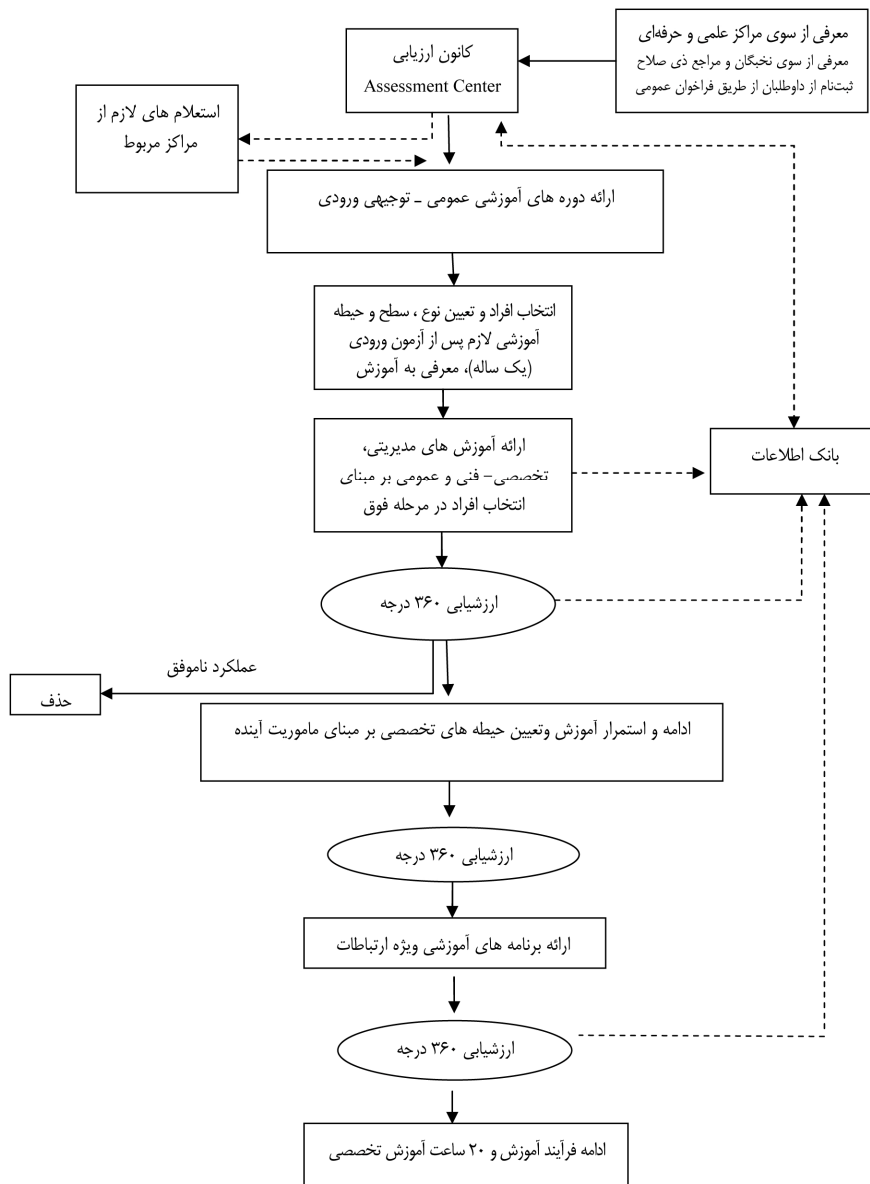 معرفی از سوی مراکز علمی و حرفه‌ای
معرفی از سوی نخبگان و مراجع ذی صلاح
ثبت‌نام از داوطلبان از طریق فراخوان عمومی
کانون ارزیابی
Assessment Center
استعلام های لازم از
مراکز مربوط
ارائه دوره های آموزشی عمومی – توجیهی ورودی
انتخاب افراد و تعیین نوع ، سطح و حیطه
آموزشی لازم پس از آزمون ورودی
(یک ساله)، معرفی به آموزش
ارائه آموزش های مدیریتی،
تخصصی– فنی و عمومی بر مبنای
انتخاب افراد در مرحله فوق
بانک اطلاعات
ارزشیابی ۳۶۰ درجه
عملکرد ناموفق
حذف
ادامه و استمرار آموزش وتعیین حیطه های تخصصی بر مبنای ماموریت آینده
ارزشیابی ۳۶۰ درجه
ارائه برنامه های آموزشی ویژه ارتباطات
ارزشیابی ۳۶۰ درجه
ادامه فرآیند آموزش و ۲۰ ساعت آموزش تخصصی